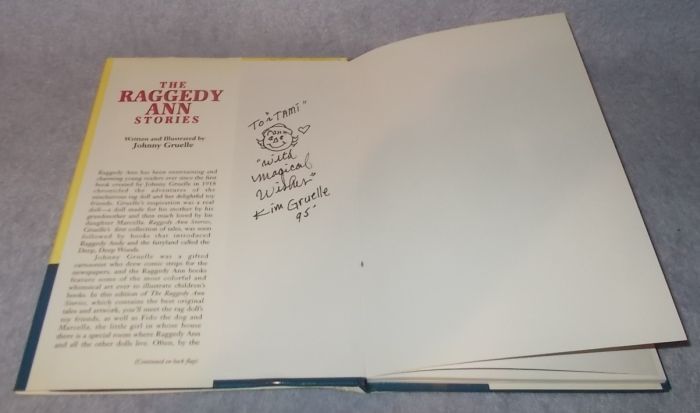 THE
RAGGEDY
ANN
STORIES
Written and Illustrated by
Johnny Gruelle
Raggedy Ann has been entertaining and
charming young readers ever since the first
book created by Johnny Gruelle in 1918
chronicled the adventures of the
rag doll and her delightful toy
friends. Gruelle's inspiration was a real
doll—a doll made for his mother by his
grandmother and then much loved by his
daughter Marcella. Raggedy Ann Stories,
Gruelle's first collection of tales, was soon
followed by books that introduced
Raggedy Andy and the fairyland called the
Deep, Deep Woods.
Johnny Gruelle was a gifted
cartoonist who drew comic strips for the
newspapers, and the Raggedy Ann books
feature some of the most colorful and
whimsical art ever to illustrate children's
books. In this edition of The Raggedy Ann
Stories, which contains the best original
tales and artwork, you'll meet the rag doll's
toy friends, as well as Fido the dog and
Marcella, the little girl in whose house
there is a special room where Raggedy Ann
and all the other dolls live. Often, by the
(Continued on back flap)
To "TAMI"
"with
magical
Wishes"
Kim Gruelle
95'